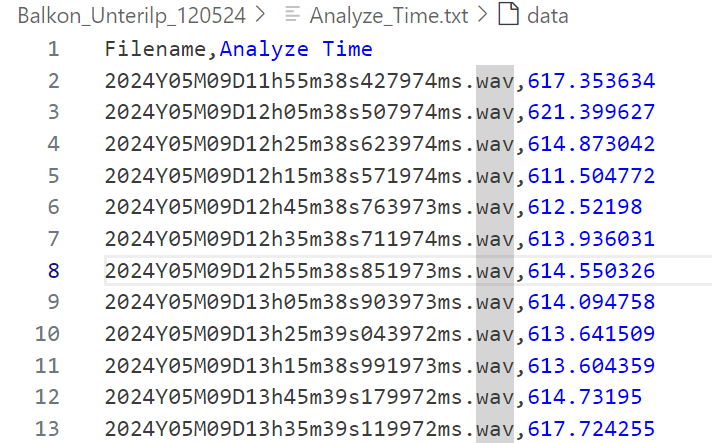 Balkon_Unterilp_120524 > Analyze_Time.txt > data
1 Filename,Analyze Time
2 2024Y05M09D11h55m38s427974ms.wav,617.353634
3 2024Y05M09D12h05m38s507974ms.wav,621.399627
4 2024Y05M09D12h25m38s623974ms.wav,614.873042
5 2024Y05M09D12h15m38s571974ms.wav,611.504772
6 2024Y05M09D12h45m38s763973ms.wav,612.52198
7 2024Y05M09D12h35m38s711974ms.wav,613.936031
8 2024Y05M09D12h55m38s851973ms.wav,614.550326
9 2024Y05M09D13h05m38s903973ms.wav,614.094758
10 2024Y05M09D13h25m39s043972ms.wav,613.641509
11 2024Y05M09D13h15m38s991973ms.wav,613.604359
12 2024Y05M09D13h45m39s179972ms.wav,614.73195
13 2024Y05M09D13h35m39s119972ms.wav,617.724255